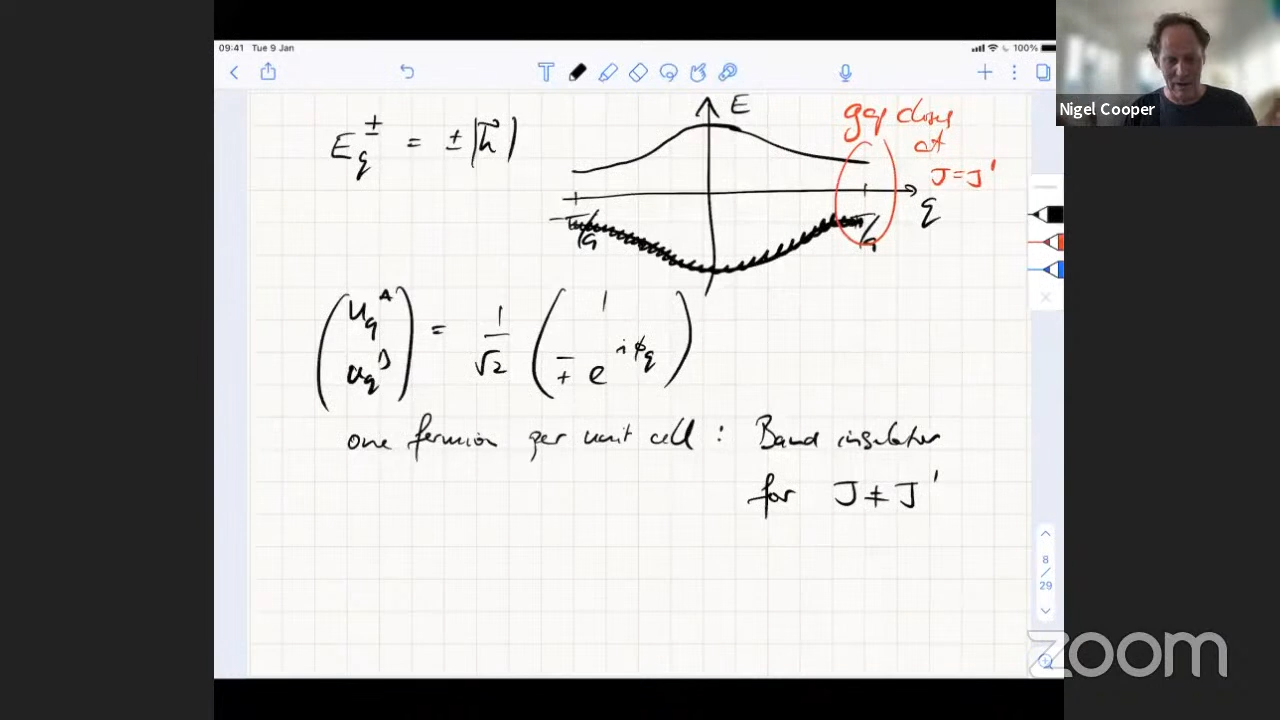 09:41 Tue 9 Jan
100%
Nigel Cooper
E_q^± = ±|h⃗|
E
gap closes
at
J=J'
q
-π/a
π/a
(u_q^A
u_q^B) = 1/√2 (1
∓ e^{iϕ_q})
one fermion per unit cell : Band insulator
for J ≠ J'
8
/
29
zoom